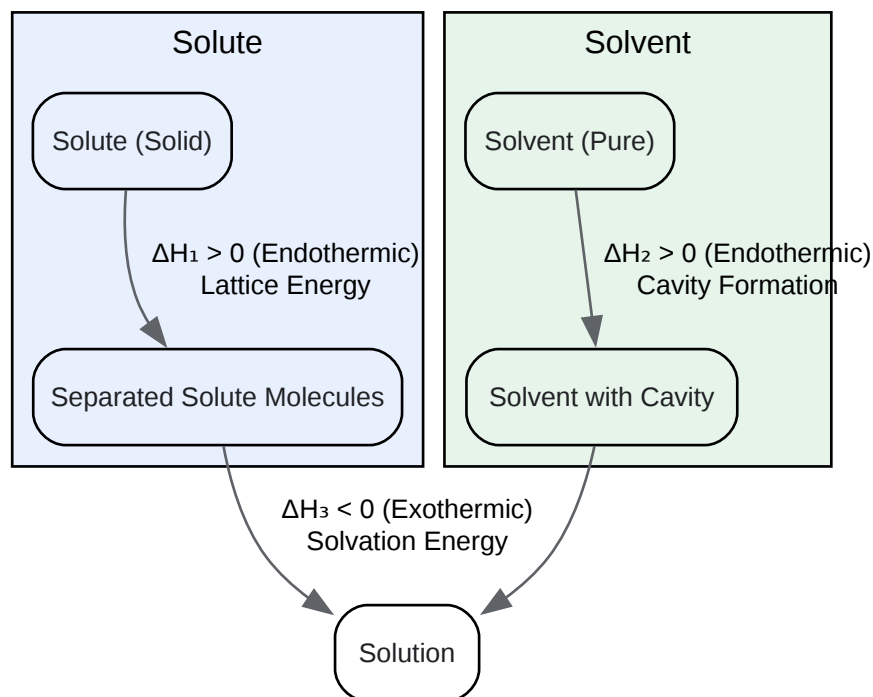 Solute
Solvent
Solute (Solid)
Solvent (Pure)
ΔH₁ > 0 (Endothermic)
Lattice Energy
ΔH₂ > 0 (Endothermic)
Cavity Formation
Separated Solute Molecules
Solvent with Cavity
ΔH₃ < 0 (Exothermic)
Solvation Energy
Solution